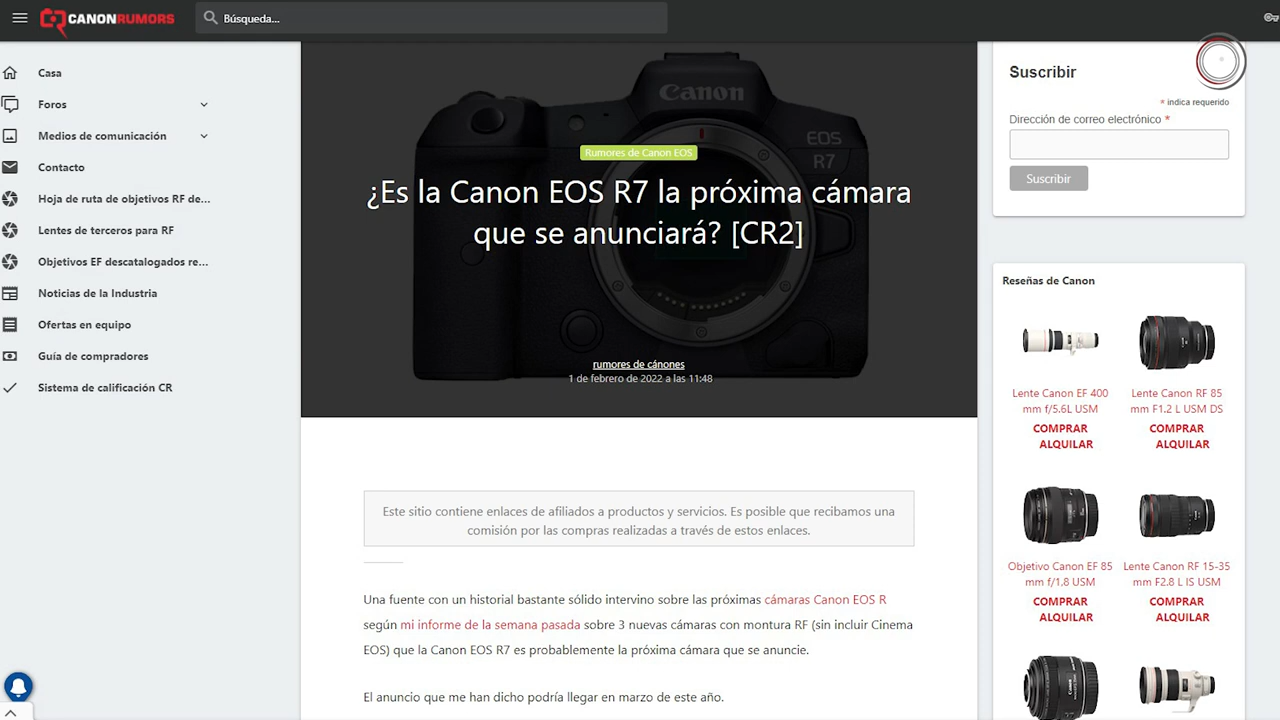 CANONRUMORS
Búsqueda...
Casa
Foros
Medios de comunicación
Contacto
Hoja de ruta de objetivos RF de...
Lentes de terceros para RF
Objetivos EF descatalogados re...
Noticias de la Industria
Ofertas en equipo
Guía de compradores
Sistema de calificación CR
Canon
EOS
R7
Rumores de Canon EOS
¿Es la Canon EOS R7 la próxima cámara
que se anunciará? [CR2]
rumores de cánones
1 de febrero de 2022 a las 11:48
Este sitio contiene enlaces de afiliados a productos y servicios. Es posible que recibamos una
comisión por las compras realizadas a través de estos enlaces.
Una fuente con un historial bastante sólido intervino sobre las próximas cámaras Canon EOS R
según mi informe de la semana pasada sobre 3 nuevas cámaras con montura RF (sin incluir Cinema
EOS) que la Canon EOS R7 es probablemente la próxima cámara que se anuncie.
El anuncio que me han dicho podría llegar en marzo de este año.
Suscribir
* indica requerido
Dirección de correo electrónico *
Suscribir
Reseñas de Canon
Lente Canon EF 400
mm f/5.6L USM
COMPRAR
ALQUILAR
Lente Canon RF 85
mm F1.2 L USM DS
COMPRAR
ALQUILAR
Objetivo Canon EF 85
mm f/1.8 USM
COMPRAR
ALQUILAR
Lente Canon RF 15-35
mm F2.8 L IS USM
COMPRAR
ALQUILAR